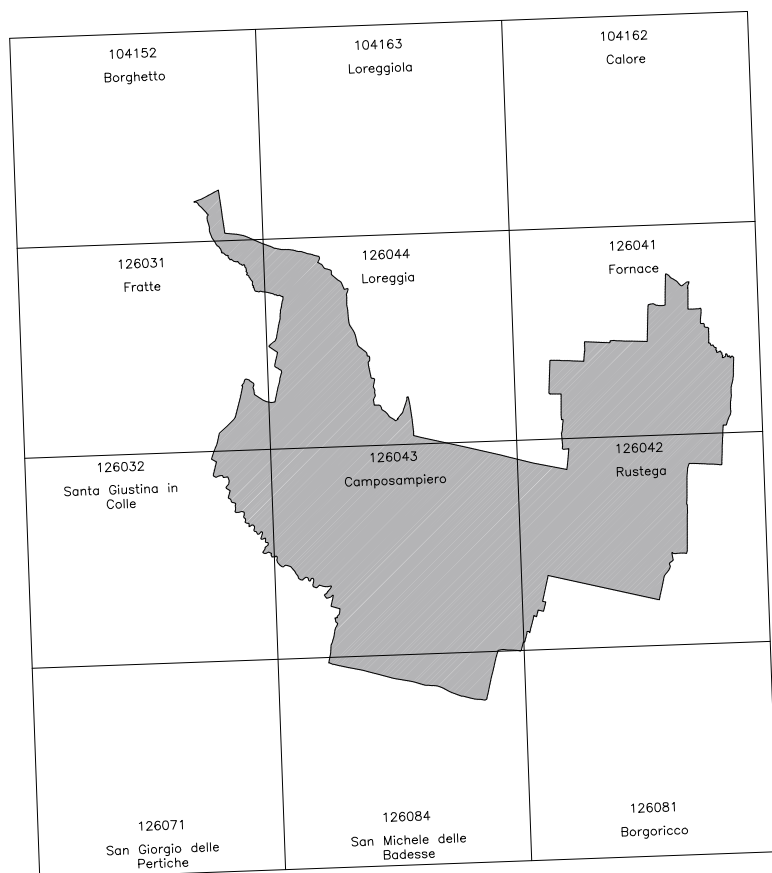 104152
Borghetto
104163
Loreggiola
104162
Calore
126031
Fratte
126044
Loreggia
126041
Fornace
126032
Santa Giustina in
Colle
126043
Camposampiero
126042
Rustega
126071
San Giorgio delle
Pertiche
126084
San Michele delle
Badesse
126081
Borgoricco